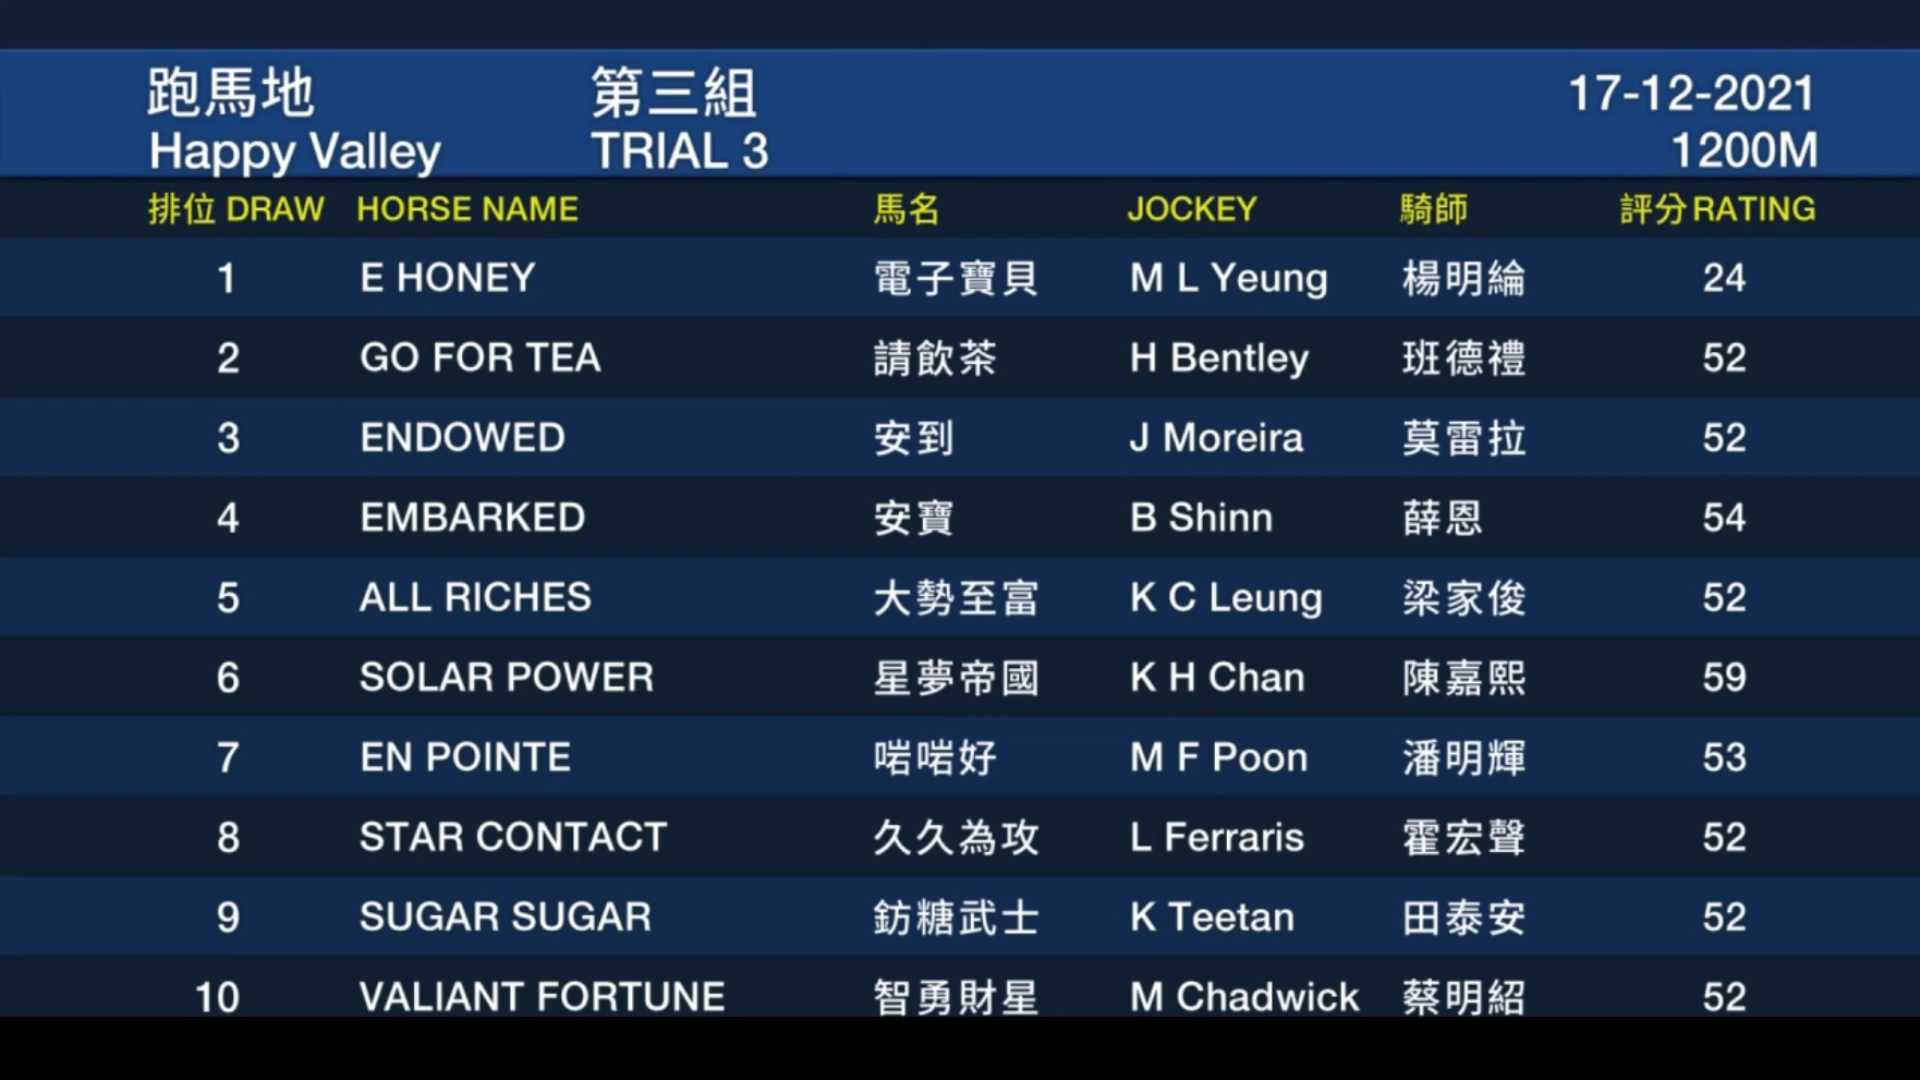 跑馬地 第三組 17-12-2021
Happy Valley TRIAL 3 1200M
排位 DRAW HORSE NAME 馬名 JOCKEY 騎師 評分 RATING
1 E HONEY 電子寶貝 M L Yeung 楊明綸 24
2 GO FOR TEA 請飲茶 H Bentley 班德禮 52
3 ENDOWED 安到 J Moreira 莫雷拉 52
4 EMBARKED 安寶 B Shinn 薛恩 54
5 ALL RICHES 大勢至富 K C Leung 梁家俊 52
6 SOLAR POWER 星夢帝國 K H Chan 陳嘉熙 59
7 EN POINTE 啱啱好 M F Poon 潘明輝 53
8 STAR CONTACT 久久為攻 L Ferraris 霍宏聲 52
9 SUGAR SUGAR 鈁糖武士 K Teetan 田泰安 52
10 VALIANT FORTUNE 智勇財星 M Chadwick 蔡明紹 52